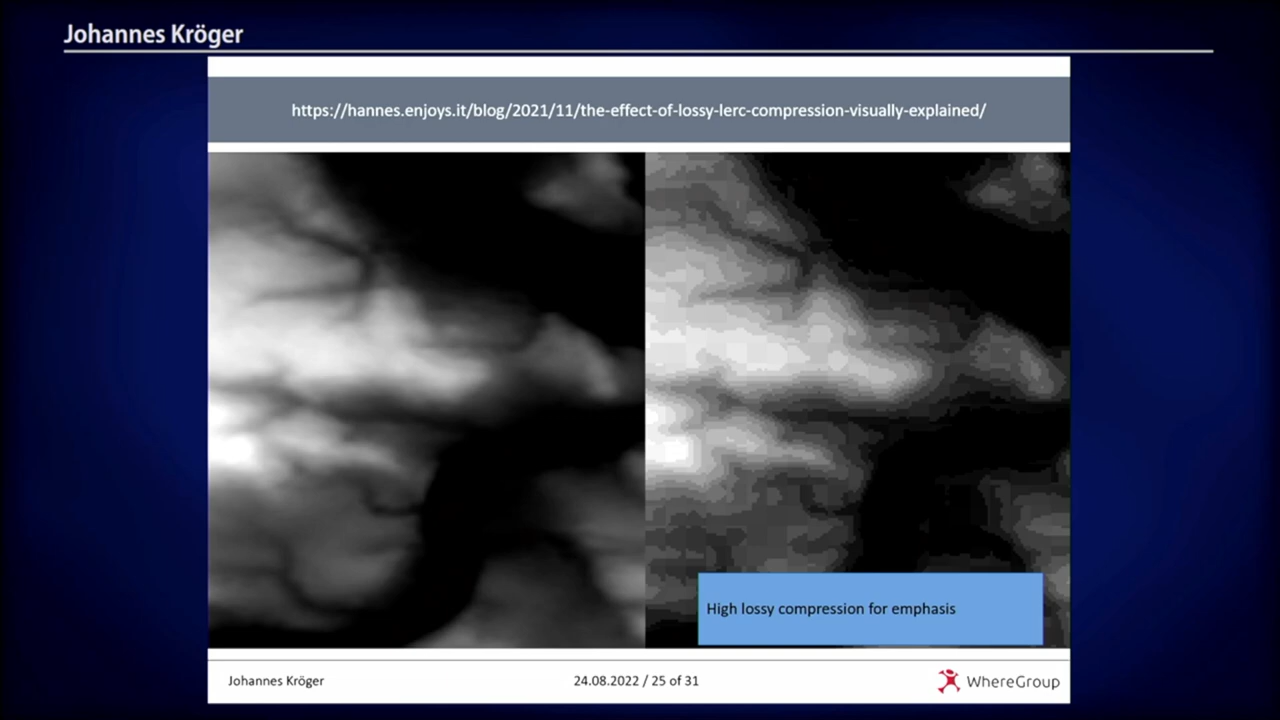 Johannes Kröger
https://hannes.enjoys.it/blog/2021/11/the-effect-of-lossy-lerc-compression-visually-explained/
High lossy compression for emphasis
Johannes Kröger
24.08.2022 / 25 of 31
WhereGroup